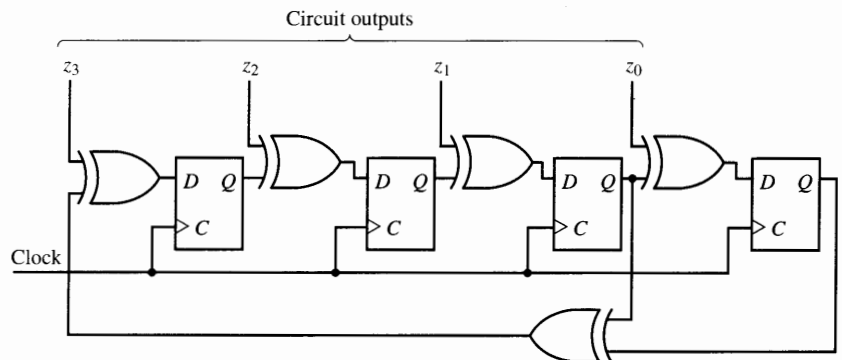 Circuit outputs
z3 z2 z1 z0
D Q D Q D Q D Q
C C C C
Clock